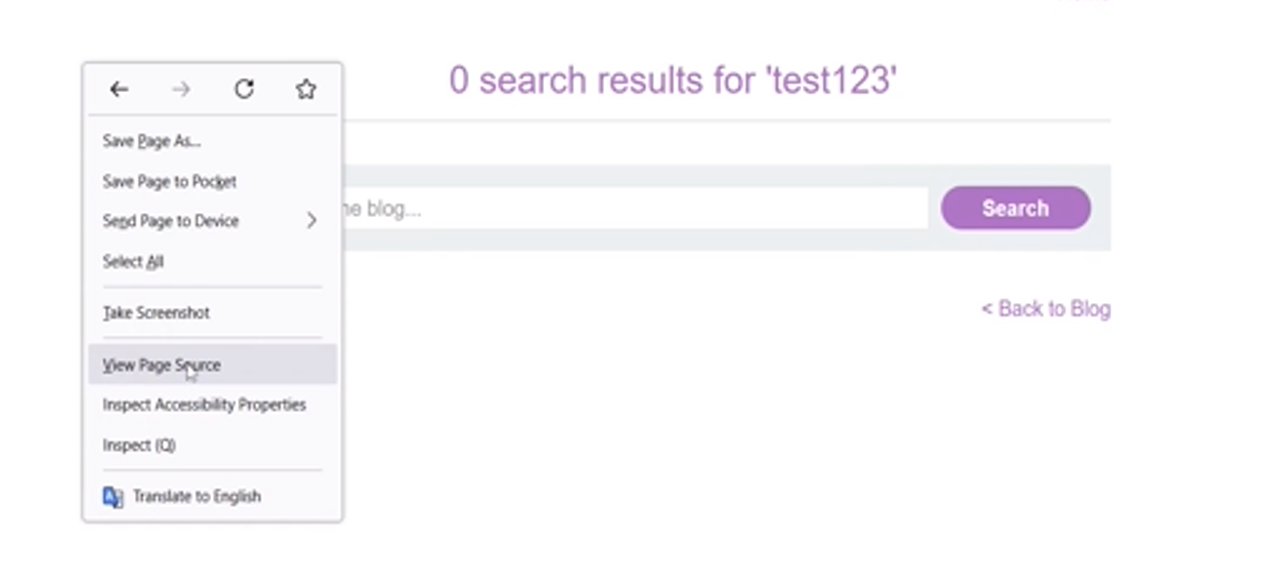 0 search results for 'test123'
Save Page As...
Save Page to Pocket
Send Page to Device
blog...
Search
Select All
< Back to Blog
Take Screenshot
View Page Source
Inspect Accessibility Properties
Inspect (Q)
Translate to English